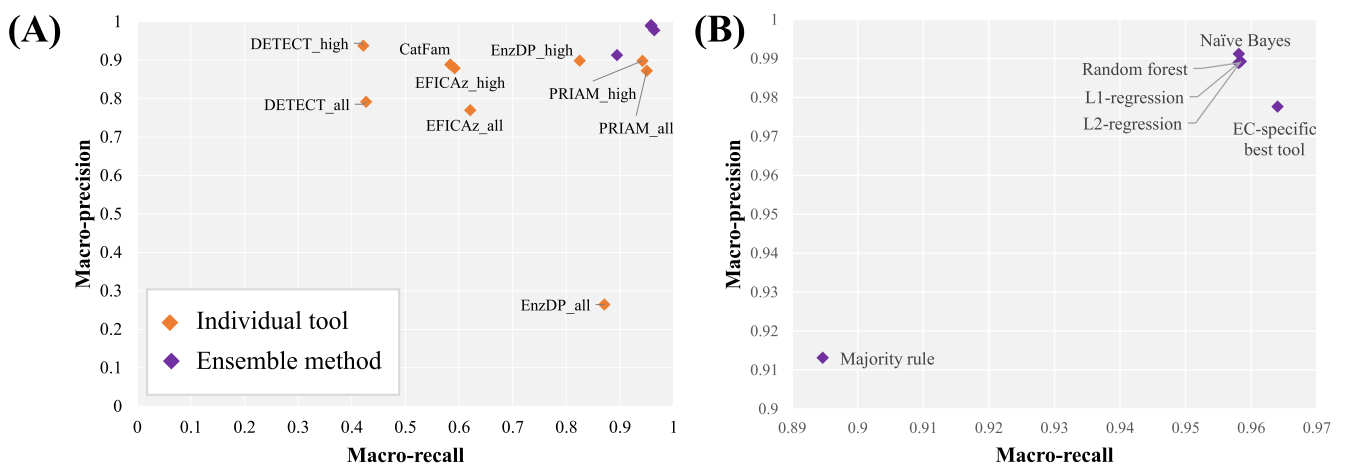 (A)
Macro-precision
1
0.9
0.8
0.7
0.6
0.5
0.4
0.3
0.2
0.1
0
DETECT_high
CatFam
EnzDP_high
EFICAz_high
PRIAM_high
DETECT_all
EFICAz_all
PRIAM_all
EnzDP_all
Individual tool
Ensemble method
0 0.1 0.2 0.3 0.4 0.5 0.6 0.7 0.8 0.9 1
Macro-recall
(B)
Macro-precision
1
0.99
0.98
0.97
0.96
0.95
0.94
0.93
0.92
0.91
0.9
Naïve Bayes
Random forest
L1-regression
L2-regression
EC-specific
best tool
Majority rule
0.89 0.9 0.91 0.92 0.93 0.94 0.95 0.96 0.97
Macro-recall